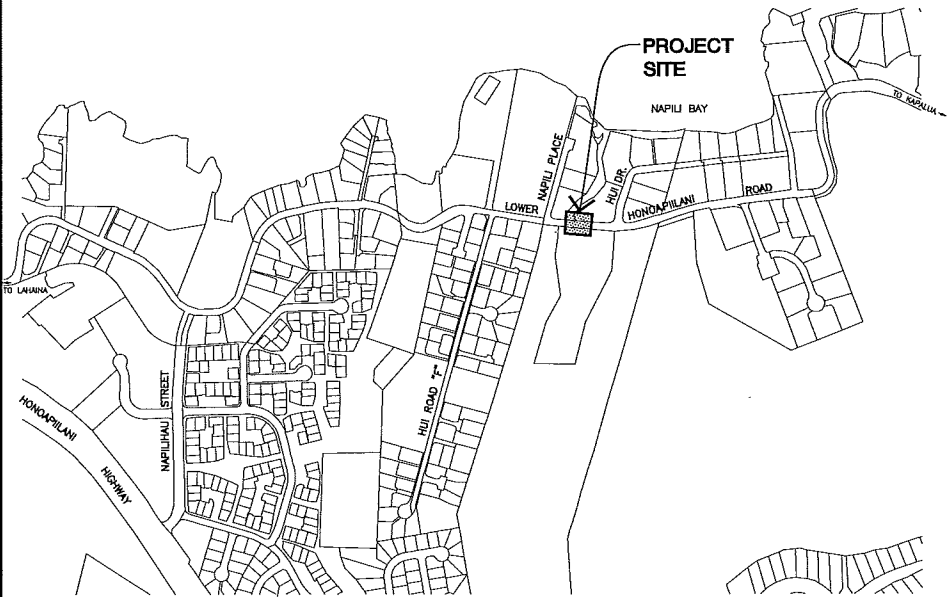 PROJECT
SITE
NAPILI BAY
TO KAPALUA
NAPILI PLACE
HUI DR.
LOWER
HONOAPIILANI
ROAD
TO LAHAINA
NAPILIHAU STREET
HUI ROAD "F"
HONOAPIILANI
HIGHWAY